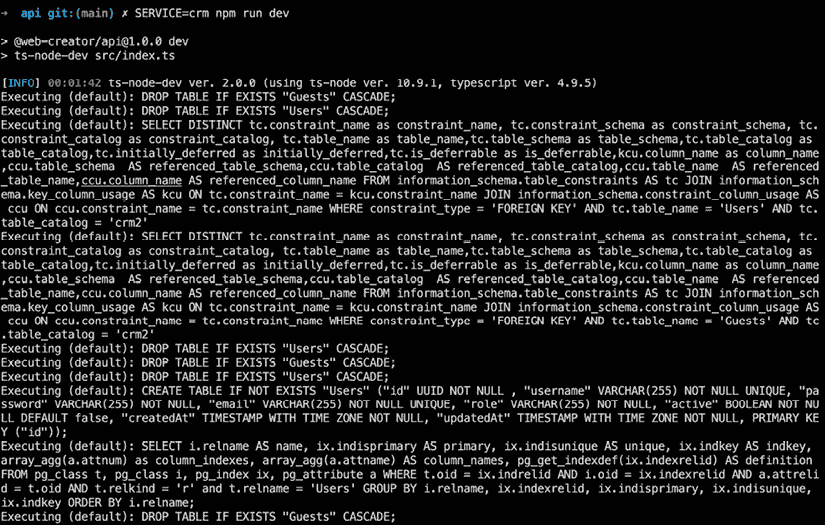 → api git:(main) ✗ SERVICE=crm npm run dev
> @web-creator/api@1.0.0 dev
> ts-node-dev src/index.ts
[INFO] 00:01:42 ts-node-dev ver. 2.0.0 (using ts-node ver. 10.9.1, typescript ver. 4.9.5)
Executing (default): DROP TABLE IF EXISTS "Guests" CASCADE;
Executing (default): DROP TABLE IF EXISTS "Users" CASCADE;
Executing (default): SELECT DISTINCT tc.constraint_name as constraint_name, tc.constraint_schema as constraint_schema, tc.
constraint_catalog as constraint_catalog, tc.table_name as table_name,tc.table_schema as table_schema,tc.table_catalog as
table_catalog,tc.initially_deferred as initially_deferred,tc.is_deferrable as is_deferrable,kcu.column_name as column_name
,ccu.table_schema  AS referenced_table_schema,ccu.table_catalog  AS referenced_table_catalog,ccu.table_name  AS referenced
_table_name,ccu.column_name AS referenced_column_name FROM information_schema.table_constraints AS tc JOIN information_sch
ema.key_column_usage AS kcu ON tc.constraint_name = kcu.constraint_name JOIN information_schema.constraint_column_usage AS
 ccu ON ccu.constraint_name = tc.constraint_name WHERE constraint_type = 'FOREIGN KEY' AND tc.table_name = 'Users' AND tc.
table_catalog = 'crm2'
Executing (default): SELECT DISTINCT tc.constraint_name as constraint_name, tc.constraint_schema as constraint_schema, tc.
constraint_catalog as constraint_catalog, tc.table_name as table_name,tc.table_schema as table_schema,tc.table_catalog as
table_catalog,tc.initially_deferred as initially_deferred,tc.is_deferrable as is_deferrable,kcu.column_name as column_name
,ccu.table_schema  AS referenced_table_schema,ccu.table_catalog  AS referenced_table_catalog,ccu.table_name  AS referenced
_table_name,ccu.column_name AS referenced_column_name FROM information_schema.table_constraints AS tc JOIN information_sch
ema.key_column_usage AS kcu ON tc.constraint_name = kcu.constraint_name JOIN information_schema.constraint_column_usage AS
 ccu ON ccu.constraint_name = tc.constraint_name WHERE constraint_type = 'FOREIGN KEY' AND tc.table_name = 'Guests' AND tc
.table_catalog = 'crm2'
Executing (default): DROP TABLE IF EXISTS "Users" CASCADE;
Executing (default): DROP TABLE IF EXISTS "Guests" CASCADE;
Executing (default): DROP TABLE IF EXISTS "Users" CASCADE;
Executing (default): CREATE TABLE IF NOT EXISTS "Users" ("id" UUID NOT NULL , "username" VARCHAR(255) NOT NULL UNIQUE, "pa
ssword" VARCHAR(255) NOT NULL, "email" VARCHAR(255) NOT NULL UNIQUE, "role" VARCHAR(255) NOT NULL, "active" BOOLEAN NOT NU
LL DEFAULT false, "createdAt" TIMESTAMP WITH TIME ZONE NOT NULL, "updatedAt" TIMESTAMP WITH TIME ZONE NOT NULL, PRIMARY KE
Y ("id"));
Executing (default): SELECT i.relname AS name, ix.indisprimary AS primary, ix.indisunique AS unique, ix.indkey AS indkey,
array_agg(a.attnum) as column_indexes, array_agg(a.attname) AS column_names, pg_get_indexdef(ix.indexrelid) AS definition
FROM pg_class t, pg_class i, pg_index ix, pg_attribute a WHERE t.oid = ix.indrelid AND i.oid = ix.indexrelid AND a.attreli
d = t.oid AND t.relkind = 'r' and t.relname = 'Users' GROUP BY i.relname, ix.indexrelid, ix.indisprimary, ix.indisunique,
ix.indkey ORDER BY i.relname;
Executing (default): DROP TABLE IF EXISTS "Guests" CASCADE;